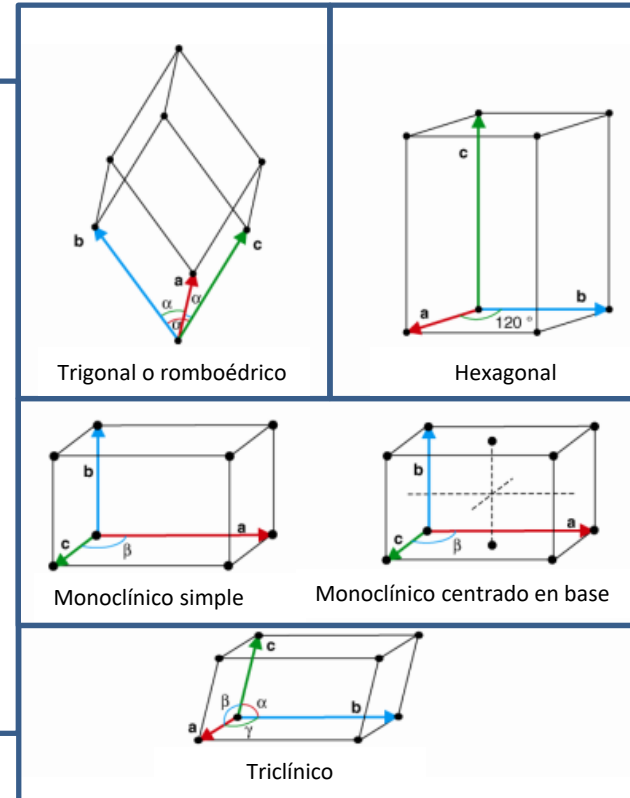 b
c
a
α
α
α
Trigonal o romboédrico
c
a
b
120 °
Hexagonal
b
a
c
β
Monoclínico simple
b
a
c
β
Monoclínico centrado en base
c
β
α
b
a
γ
Triclínico